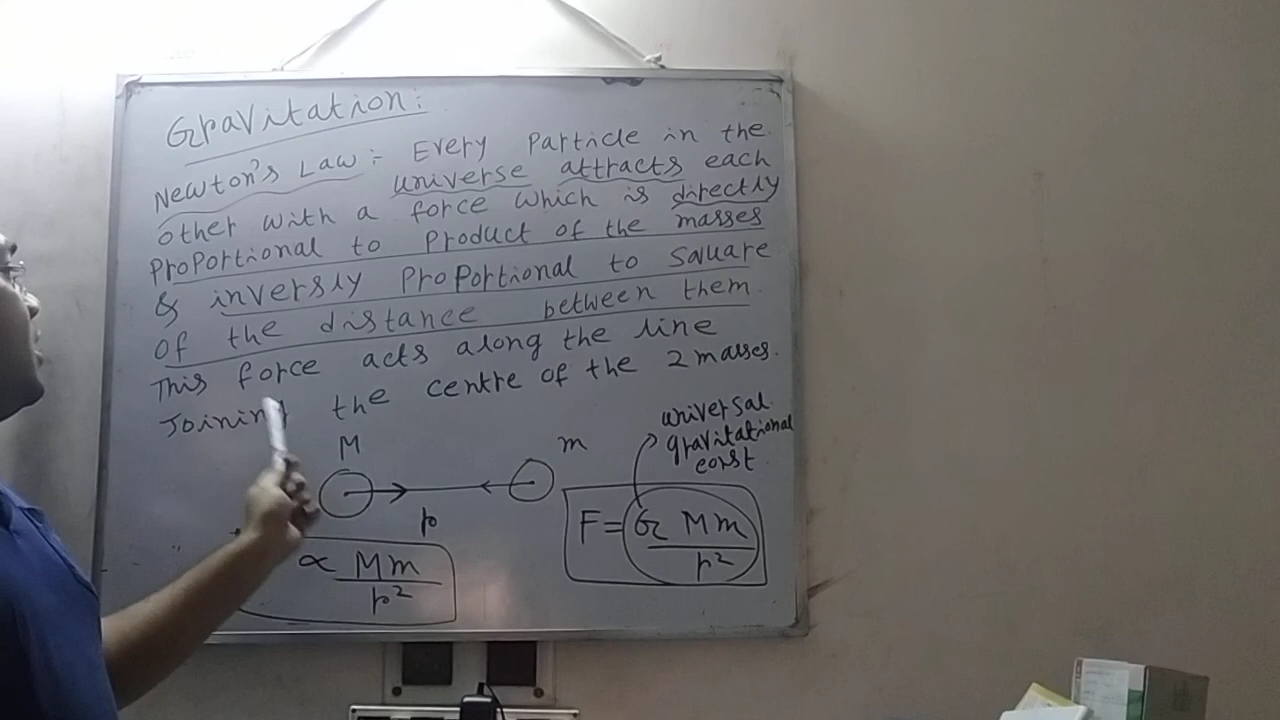 Gravitation:
Newton's Law:- Every Particle in the
universe attracts each
other with a force which is directly
Proportional to Product of the masses
& inversly Proportional to square
of the distance between them
This force acts along the line
Joining the centre of the 2 masses.
M m
r
universal
gravitational
const
F = G Mm
r²
∝ Mm
r²